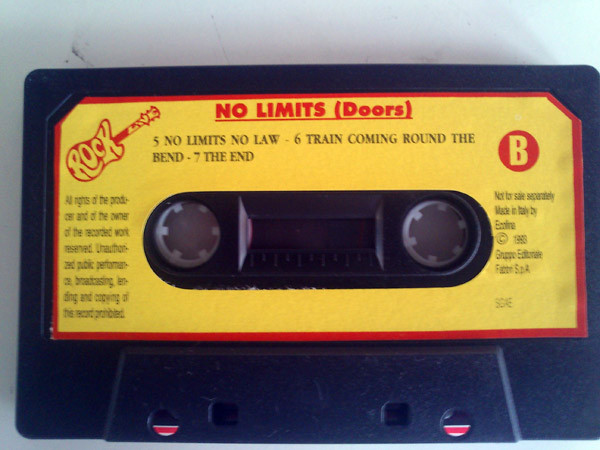 NO LIMITS (Doors)
ROCK
5 NO LIMITS NO LAW - 6 TRAIN COMING ROUND THE
BEND - 7 THE END
B
All rights of the produ-
cer and of the owner
of the recorded work
reserved. Unauthori-
zed public performan-
ce, broadcasting, len-
ding and copying of
this record prohibited.
Not for sale separately
Made in Italy by
Ecofina
© 1993
Gruppo Editoriale
Fabbri S.p.A